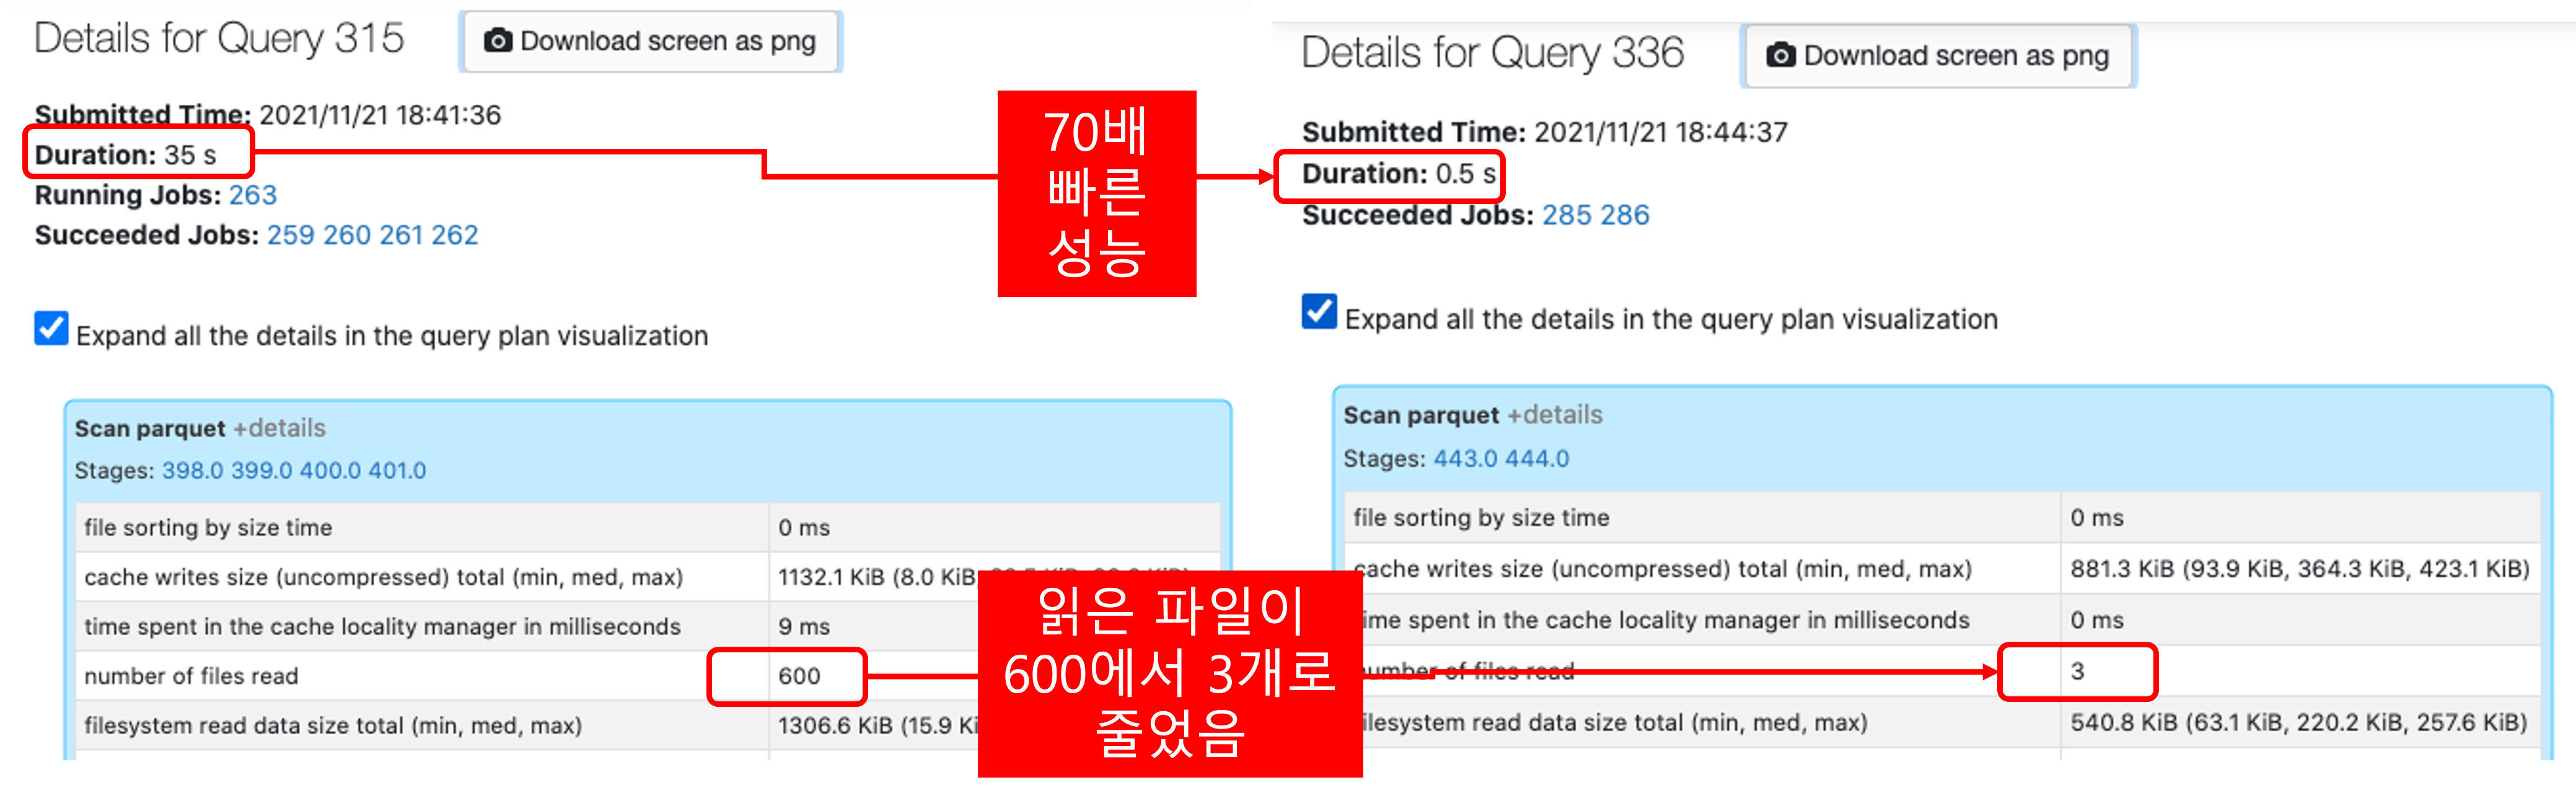 Details for Query 315
Download screen as png
Submitted Time: 2021/11/21 18:41:36
Duration: 35 s
Running Jobs: 263
Succeeded Jobs: 259 260 261 262
Expand all the details in the query plan visualization
Scan parquet +details
Stages: 398.0 399.0 400.0 401.0
file sorting by size time 0 ms
cache writes size (uncompressed) total (min, med, max) 1132.1 KiB (8.0 KiB
time spent in the cache locality manager in milliseconds 9 ms
number of files read 600
filesystem read data size total (min, med, max) 1306.6 KiB (15.9 Ki
70배
빠른
성능
읽은 파일이
600에서 3개로
줄었음
Details for Query 336
Download screen as png
Submitted Time: 2021/11/21 18:44:37
Duration: 0.5 s
Succeeded Jobs: 285 286
Expand all the details in the query plan visualization
Scan parquet +details
Stages: 443.0 444.0
file sorting by size time 0 ms
cache writes size (uncompressed) total (min, med, max) 881.3 KiB (93.9 KiB, 364.3 KiB, 423.1 KiB)
ime spent in the cache locality manager in milliseconds 0 ms
number of files read 3
ilesystem read data size total (min, med, max) 540.8 KiB (63.1 KiB, 220.2 KiB, 257.6 KiB)